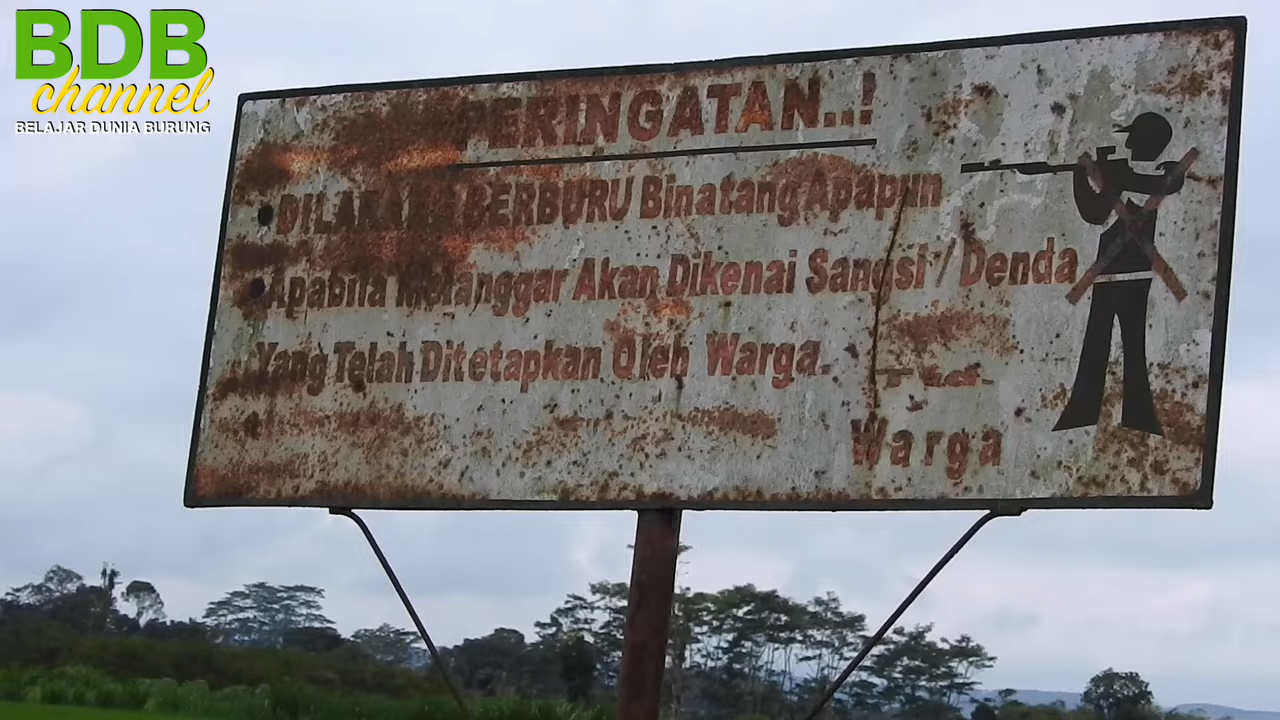 BDB
channel
BELAJAR DUNIA BURUNG
PERINGATAN..!
DILARANG BERBURU Binatang Apapun
Apabila Melanggar Akan Dikenai Sangsi / Denda
Yang Telah Ditetapkan Oleh Warga.
Warga